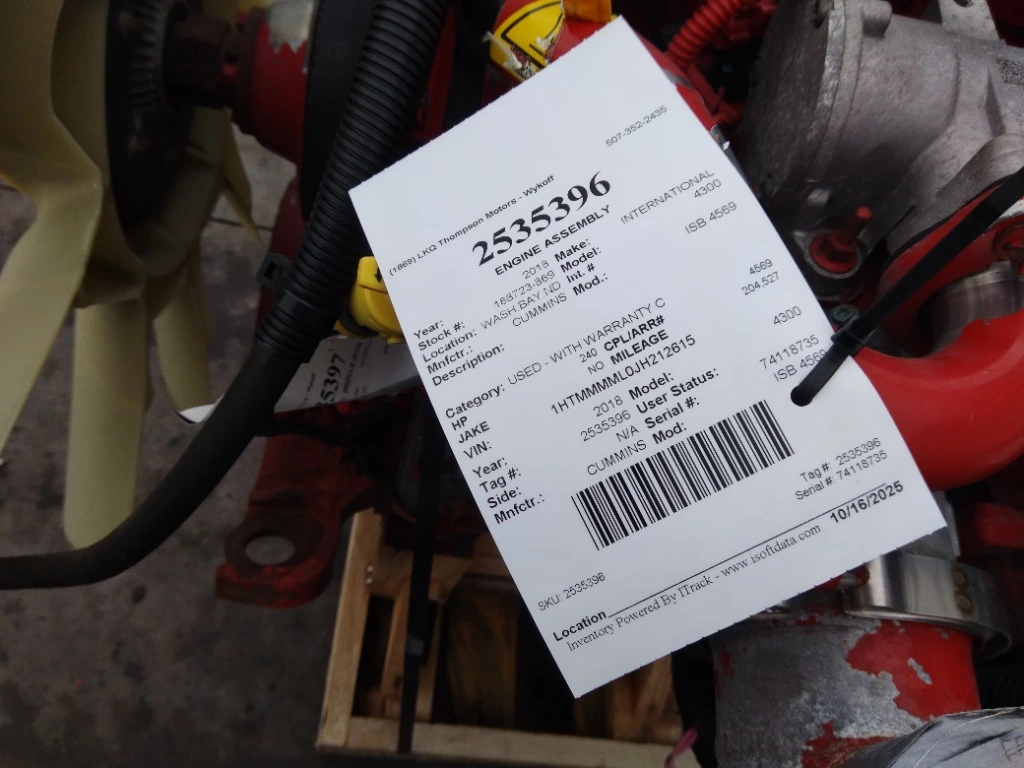 (1869) LKQ Thompson Motors - Wykoff 507-352-2435
2535396
ENGINE ASSEMBLY
Year: 2018 Make: INTERNATIONAL
Stock #: Model: 4300
Location: WASH.BAY.ND Int. #
Mnfctr.: CUMMINS Mod.: ISB 4569
Description:
Category: USED - WITH WARRANTY C
HP 240 CPL/ARR# 4569
JAKE NO MILEAGE 204.527
VIN: 1HTMMMML0JH212615
Year: 2018 Model: 4300
Tag #: 2535396 User Status:
Side: N/A Serial #: 74118735
Mnfctr.: CUMMINS Mod: ISB 4569
SKU: 2535396 Tag #: 2535396
Serial #: 74118735
Location 10/16/2025
Inventory Powered By ITrack - www.isoftdata.com